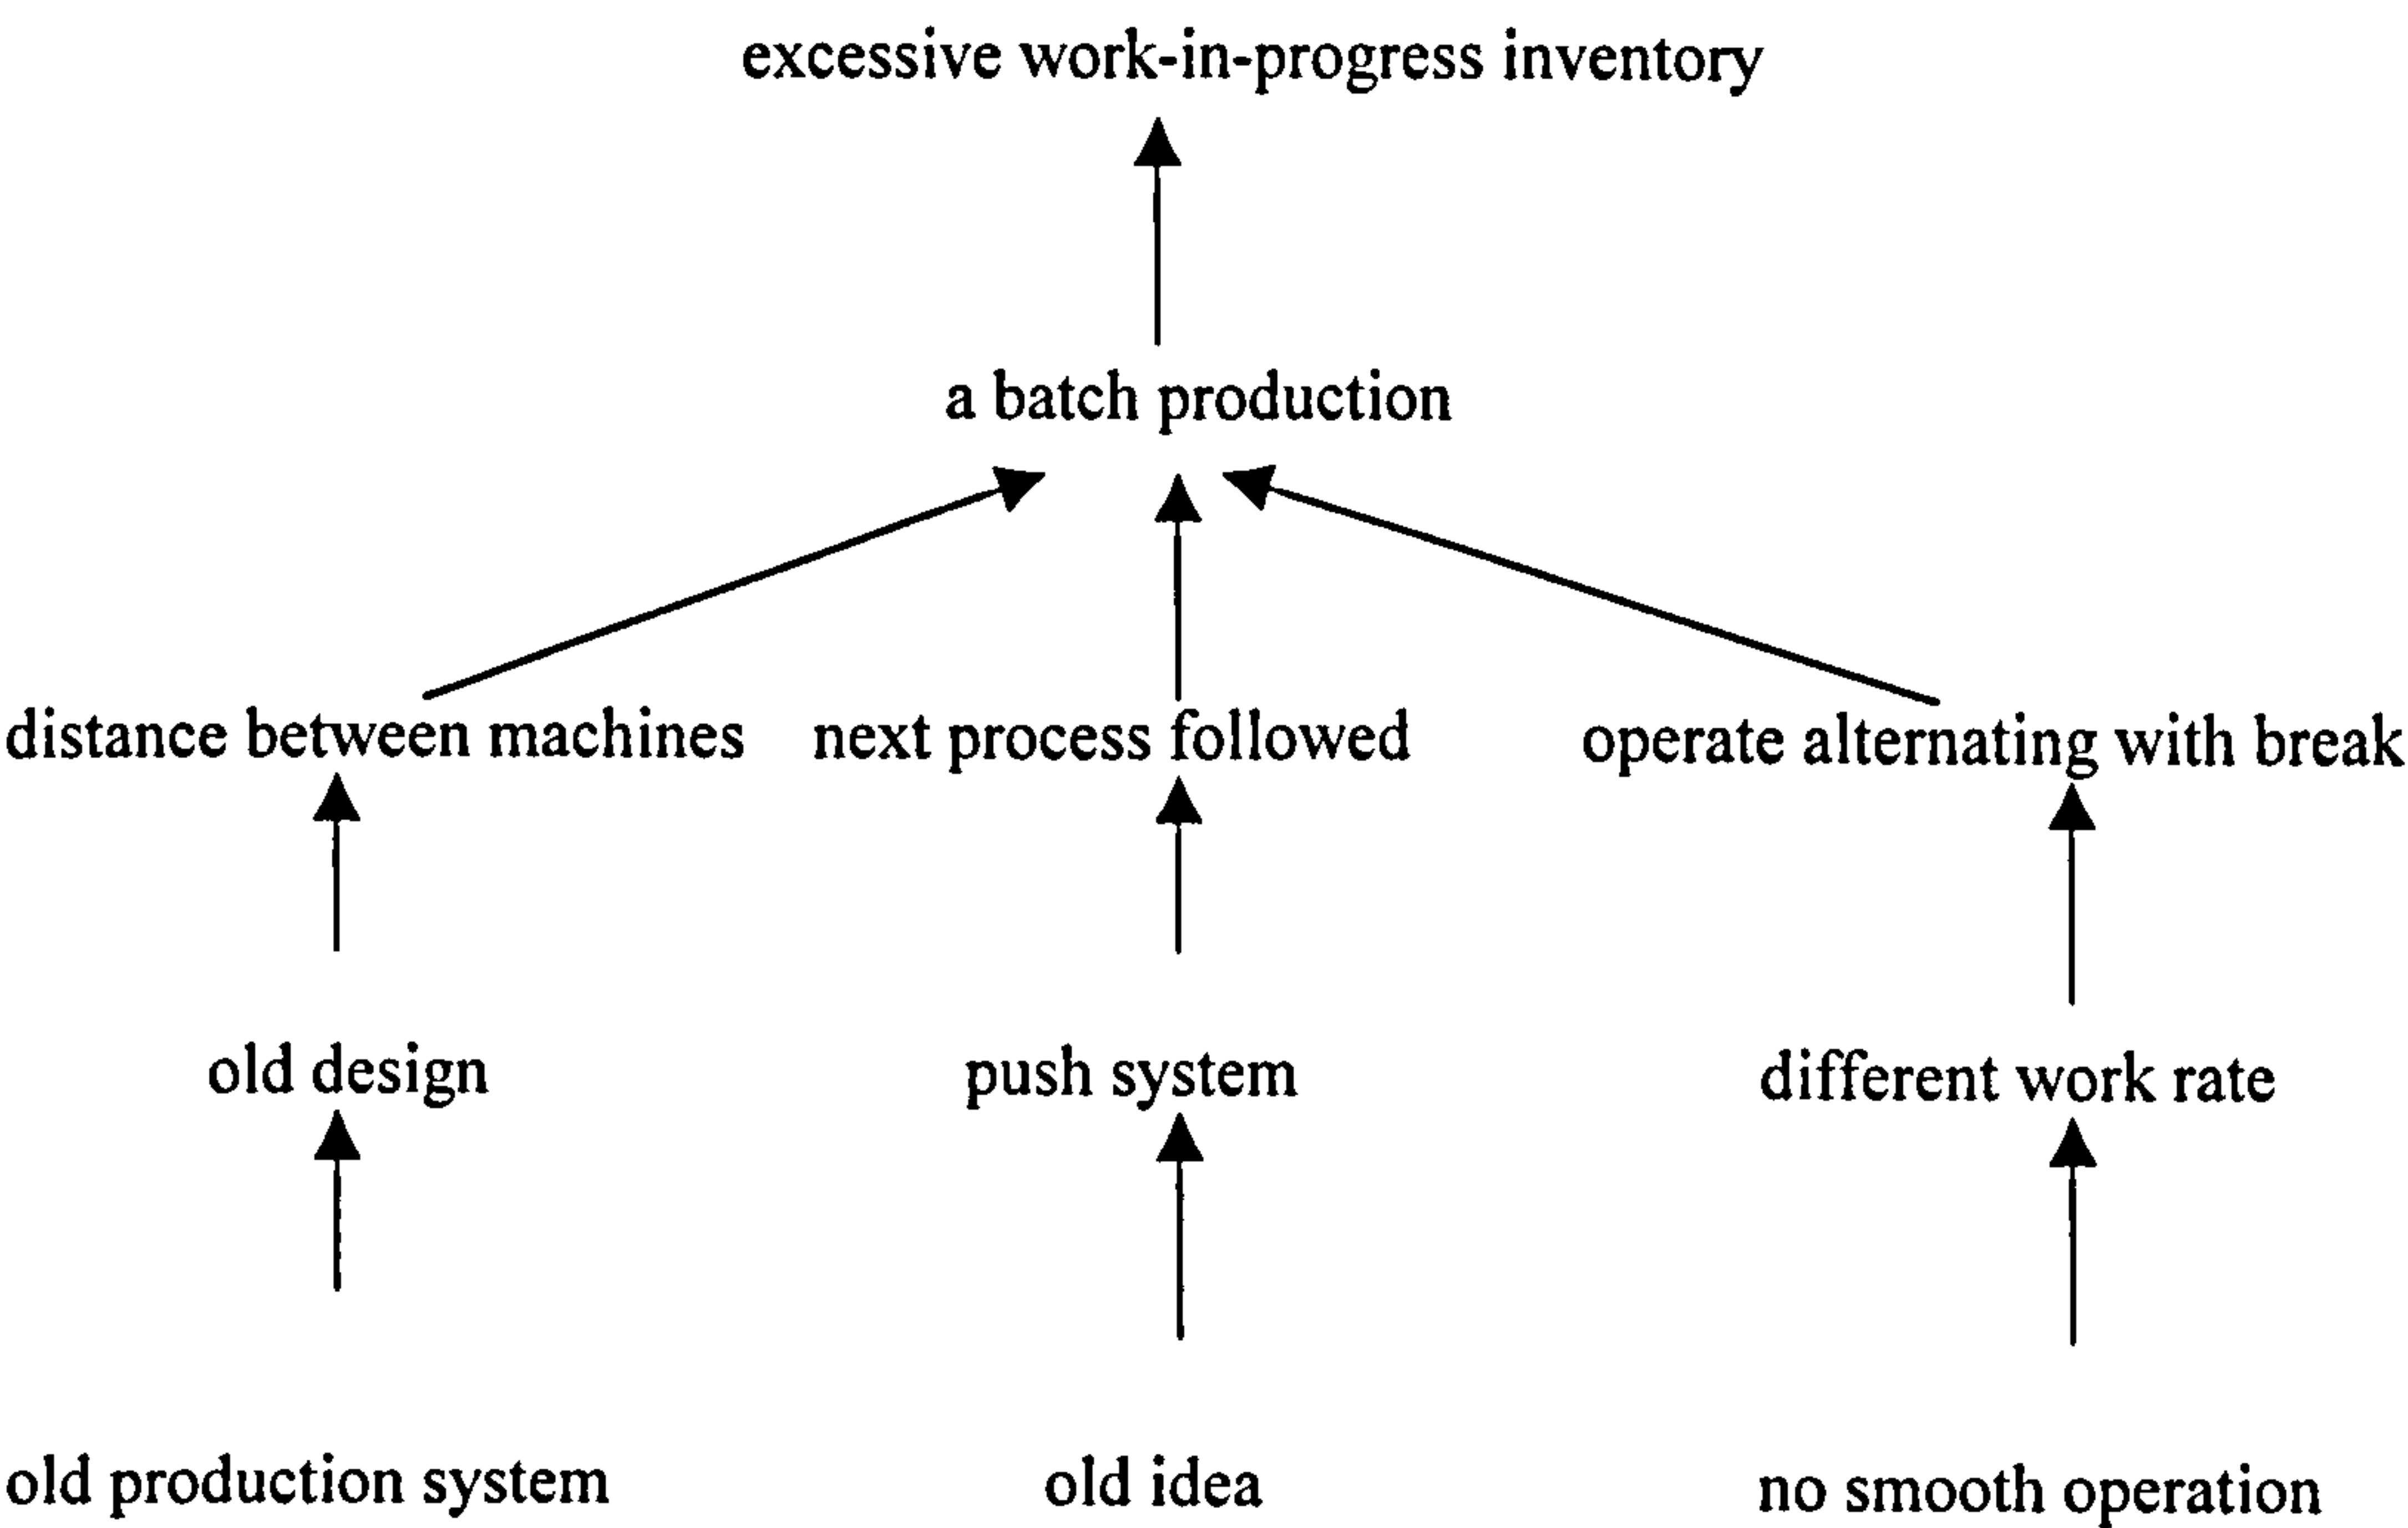 excessive work-in-progress inventory
a batch production
distance between machines next process followed operate alternating with break
old design push system different work rate
old production system old idea no smooth operation